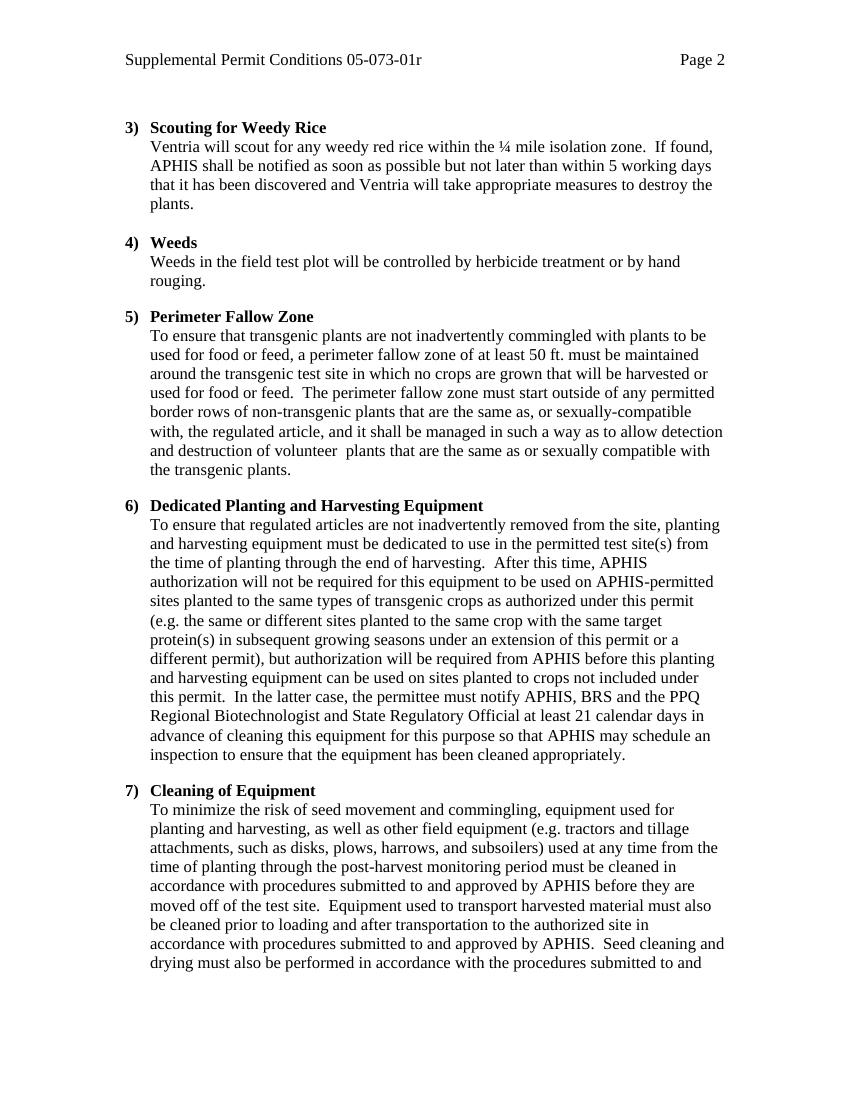 Supplemental Permit Conditions 05-073-01r Page 2
3) Scouting for Weedy Rice
Ventria will scout for any weedy red rice within the ¼ mile isolation zone.  If found,
APHIS shall be notified as soon as possible but not later than within 5 working days
that it has been discovered and Ventria will take appropriate measures to destroy the
plants.
4) Weeds
Weeds in the field test plot will be controlled by herbicide treatment or by hand
rouging.
5) Perimeter Fallow Zone
To ensure that transgenic plants are not inadvertently commingled with plants to be
used for food or feed, a perimeter fallow zone of at least 50 ft. must be maintained
around the transgenic test site in which no crops are grown that will be harvested or
used for food or feed.  The perimeter fallow zone must start outside of any permitted
border rows of non-transgenic plants that are the same as, or sexually-compatible
with, the regulated article, and it shall be managed in such a way as to allow detection
and destruction of volunteer  plants that are the same as or sexually compatible with
the transgenic plants.
6) Dedicated Planting and Harvesting Equipment
To ensure that regulated articles are not inadvertently removed from the site, planting
and harvesting equipment must be dedicated to use in the permitted test site(s) from
the time of planting through the end of harvesting.  After this time, APHIS
authorization will not be required for this equipment to be used on APHIS-permitted
sites planted to the same types of transgenic crops as authorized under this permit
(e.g. the same or different sites planted to the same crop with the same target
protein(s) in subsequent growing seasons under an extension of this permit or a
different permit), but authorization will be required from APHIS before this planting
and harvesting equipment can be used on sites planted to crops not included under
this permit.  In the latter case, the permittee must notify APHIS, BRS and the PPQ
Regional Biotechnologist and State Regulatory Official at least 21 calendar days in
advance of cleaning this equipment for this purpose so that APHIS may schedule an
inspection to ensure that the equipment has been cleaned appropriately.
7) Cleaning of Equipment
To minimize the risk of seed movement and commingling, equipment used for
planting and harvesting, as well as other field equipment (e.g. tractors and tillage
attachments, such as disks, plows, harrows, and subsoilers) used at any time from the
time of planting through the post-harvest monitoring period must be cleaned in
accordance with procedures submitted to and approved by APHIS before they are
moved off of the test site.  Equipment used to transport harvested material must also
be cleaned prior to loading and after transportation to the authorized site in
accordance with procedures submitted to and approved by APHIS.  Seed cleaning and
drying must also be performed in accordance with the procedures submitted to and